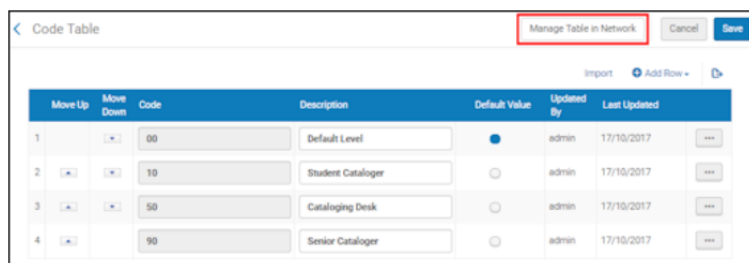 Code Table Manage Table in Network Cancel Save
Import Add Row
Move Up Move Down Code Description Default Value Updated By Last Updated
1 00 Default Level admin 17/10/2017
2 10 Student Cataloger admin 17/10/2017
3 50 Cataloging Desk admin 17/10/2017
4 90 Senior Cataloger admin 17/10/2017